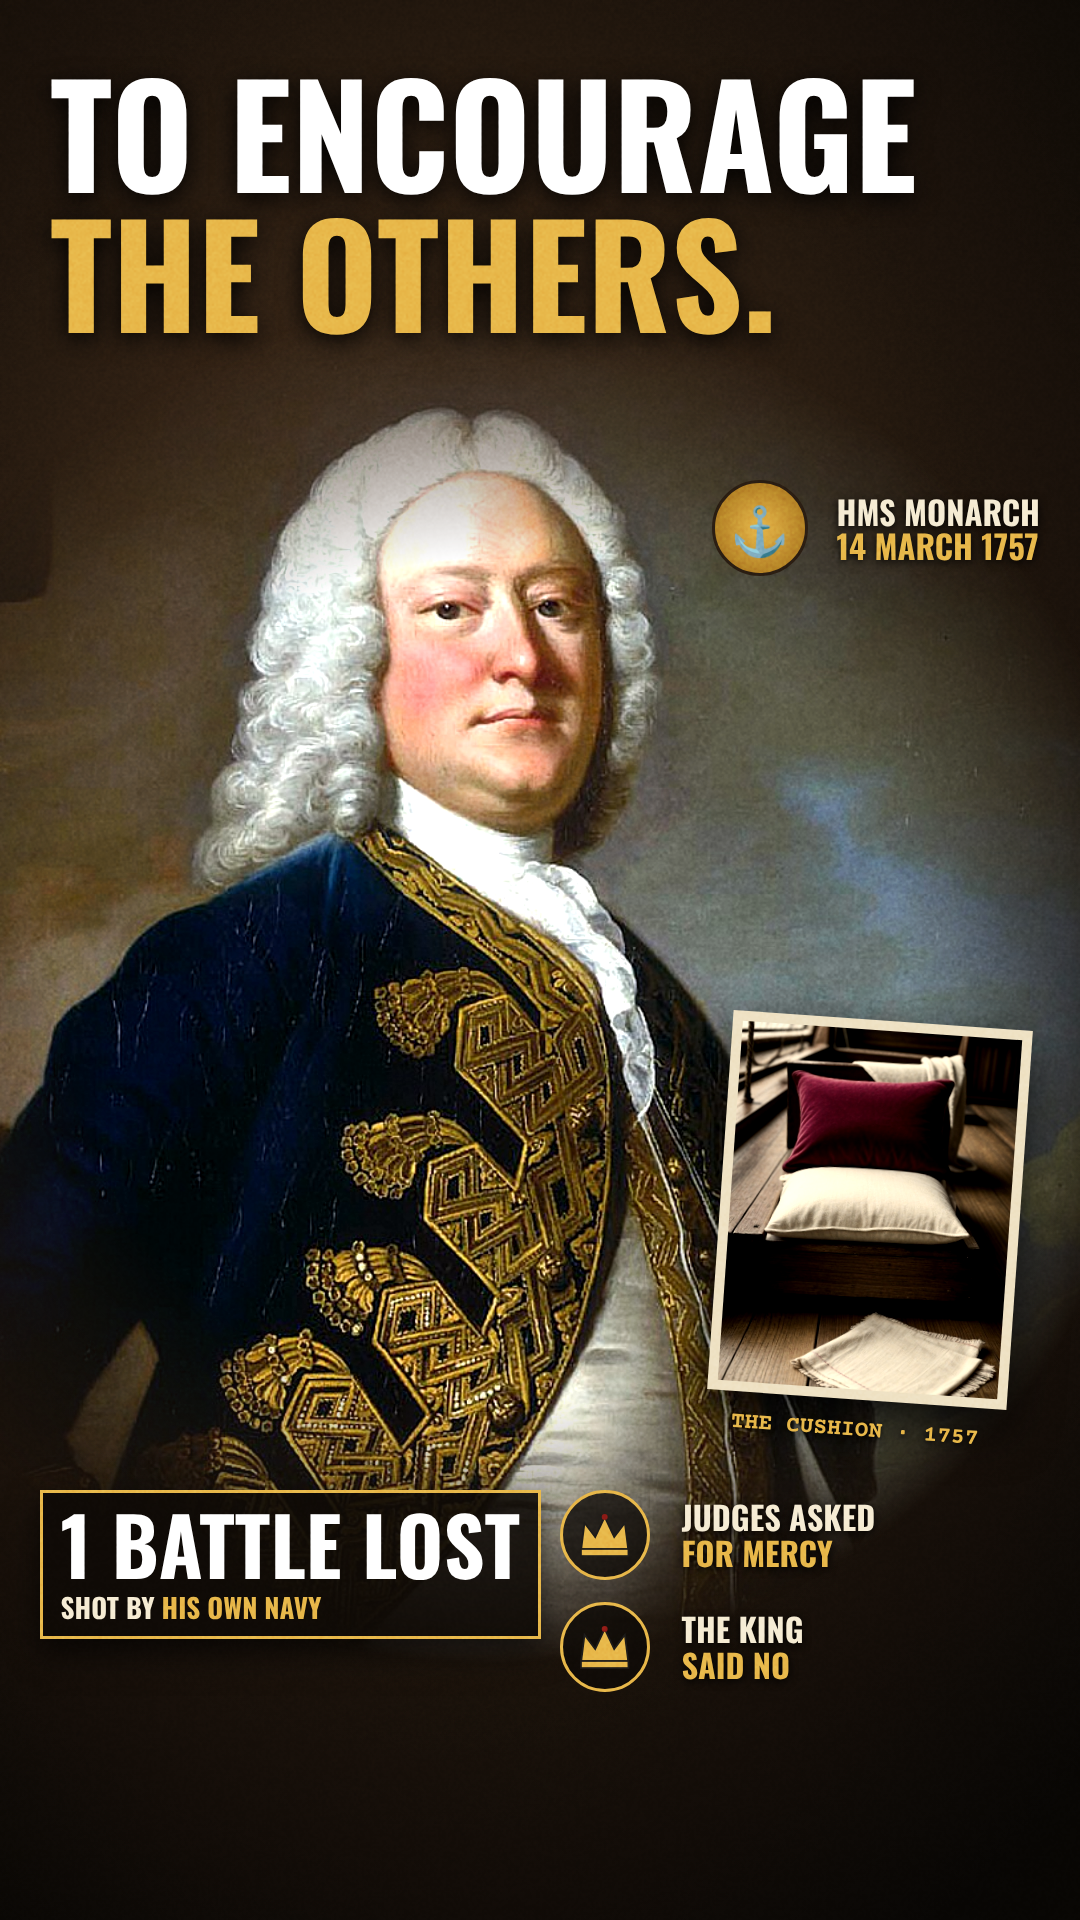 TO ENCOURAGE
THE OTHERS.
HMS MONARCH
14 MARCH 1757
THE CUSHION · 1757
1 BATTLE LOST
SHOT BY HIS OWN NAVY
JUDGES ASKED
FOR MERCY
THE KING
SAID NO